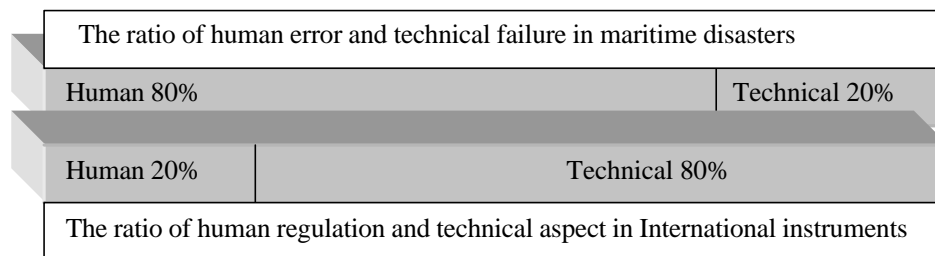 The ratio of human error and technical failure in maritime disasters
Human 80% Technical 20%
Human 20% Technical 80%
The ratio of human regulation and technical aspect in International instruments